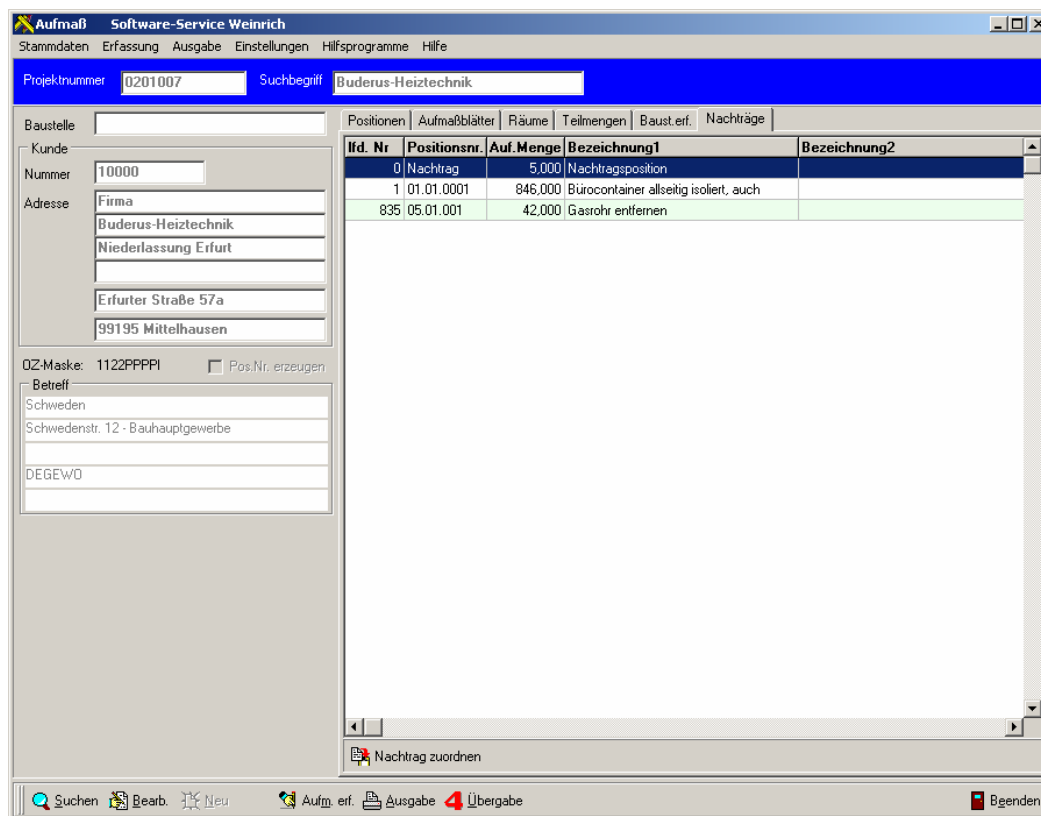 Aufmaß Software-Service Weinrich
Stammdaten Erfassung Ausgabe Einstellungen Hilfsprogramme Hilfe
Projektnummer 0201007 Suchbegriff Buderus-Heiztechnik
Baustelle
Kunde
Nummer 10000
Adresse Firma
Buderus-Heiztechnik
Niederlassung Erfurt
Erfurter Straße 57a
99195 Mittelhausen
OZ-Maske: 1122PPPPI Pos.Nr. erzeugen
Betreff
Schweden
Schwedenstr. 12 - Bauhauptgewerbe
DEGEWO
Positionen Aufmaßblätter Räume Teilmengen Baust.erf. Nachträge
lfd. Nr Positionsnr. Auf.Menge Bezeichnung1 Bezeichnung2
0 Nachtrag 5,000 Nachtragsposition
1 01.01.0001 846,000 Bürocontainer allseitig isoliert, auch
835 05.01.001 42,000 Gasrohr entfernen
Nachtrag zuordnen
Suchen Bearb. Neu Aufm. erf. Ausgabe 4 Übergabe Beenden